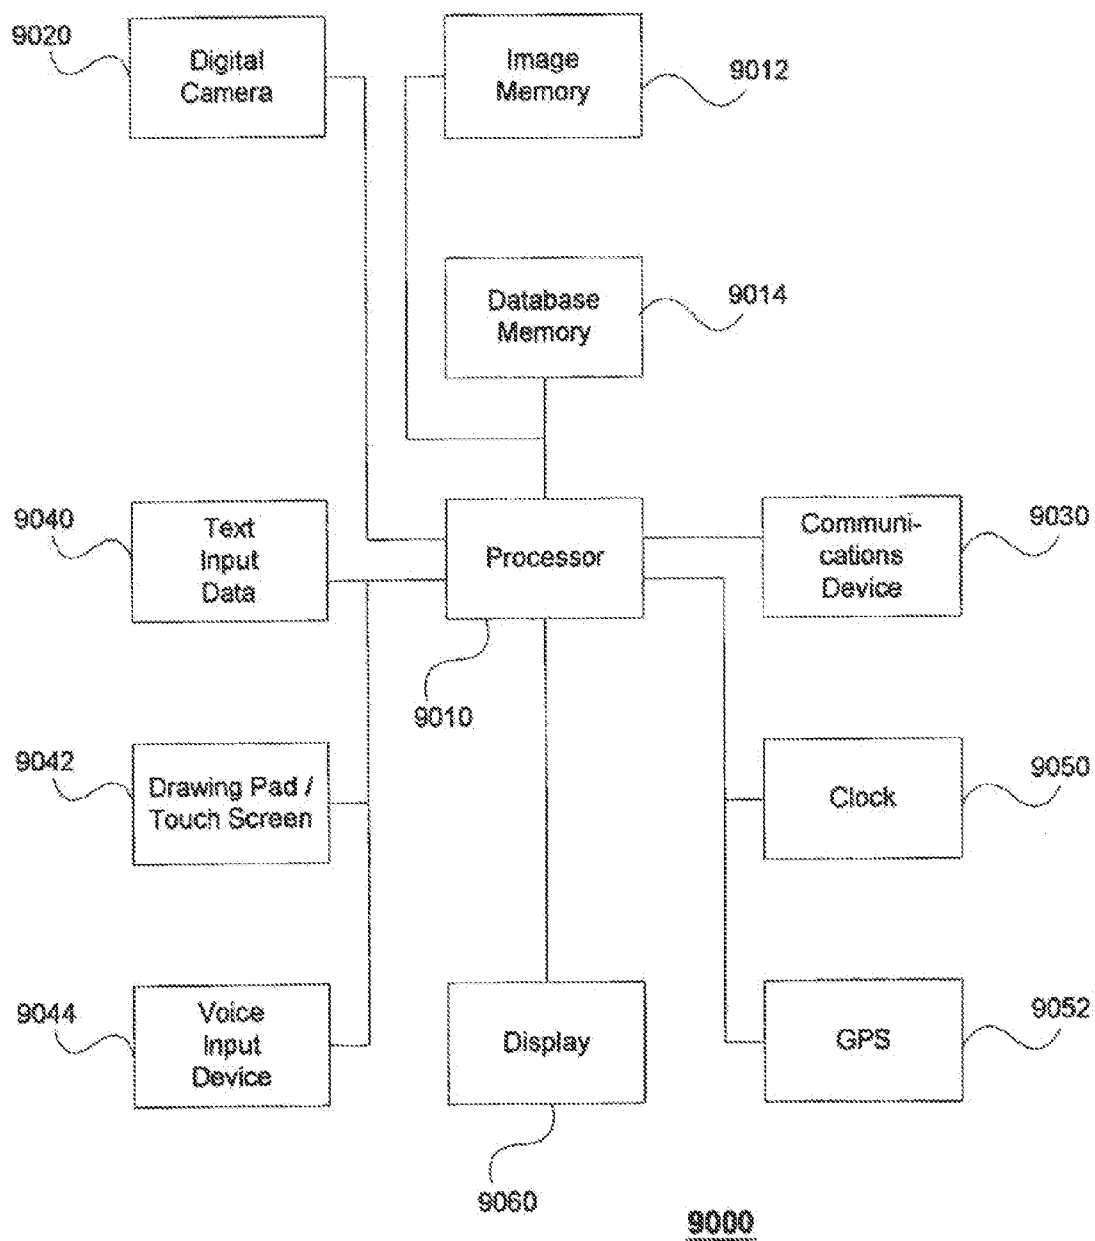 9020
Digital
Camera
Image
Memory
9012
Database
Memory
9014
9040
Text
Input
Data
Processor
9010
Communi-
cations
Device
9030
9042
Drawing Pad /
Touch Screen
Clock
9050
9044
Voice
Input
Device
Display
9060
GPS
9052
9000